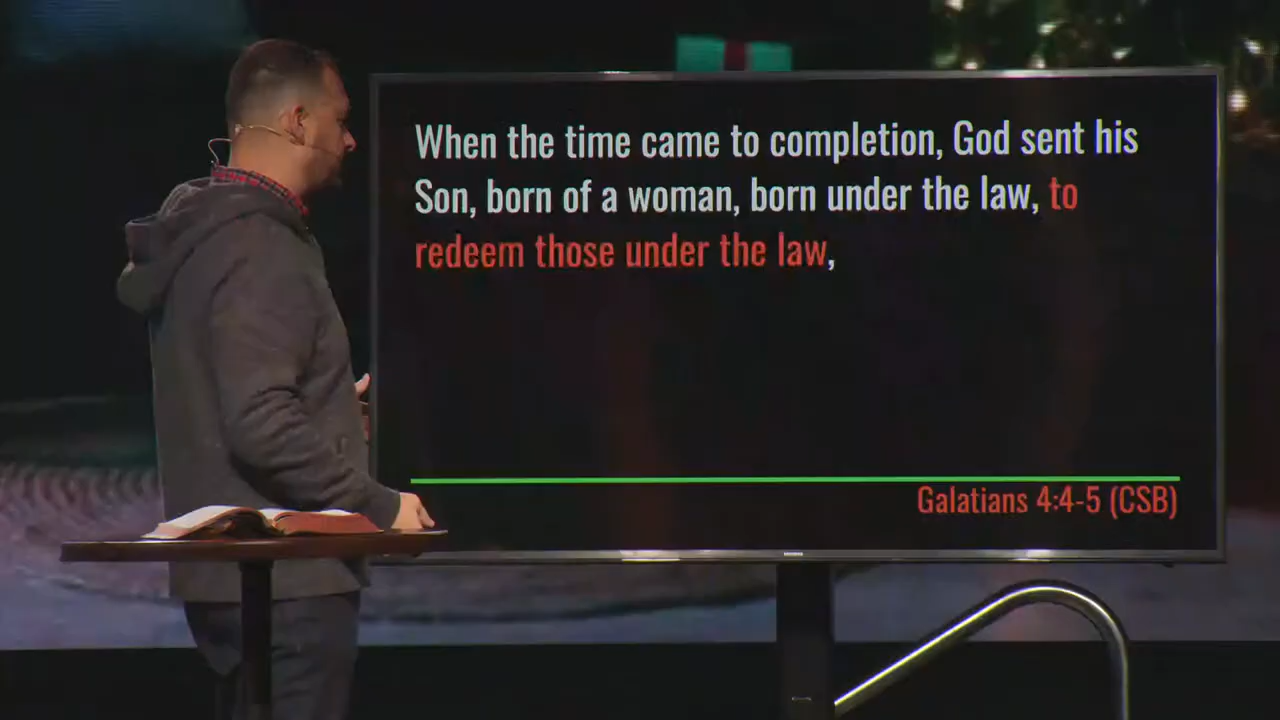 When the time came to completion, God sent his
Son, born of a woman, born under the law, to
redeem those under the law,
Galatians 4:4-5 (CSB)